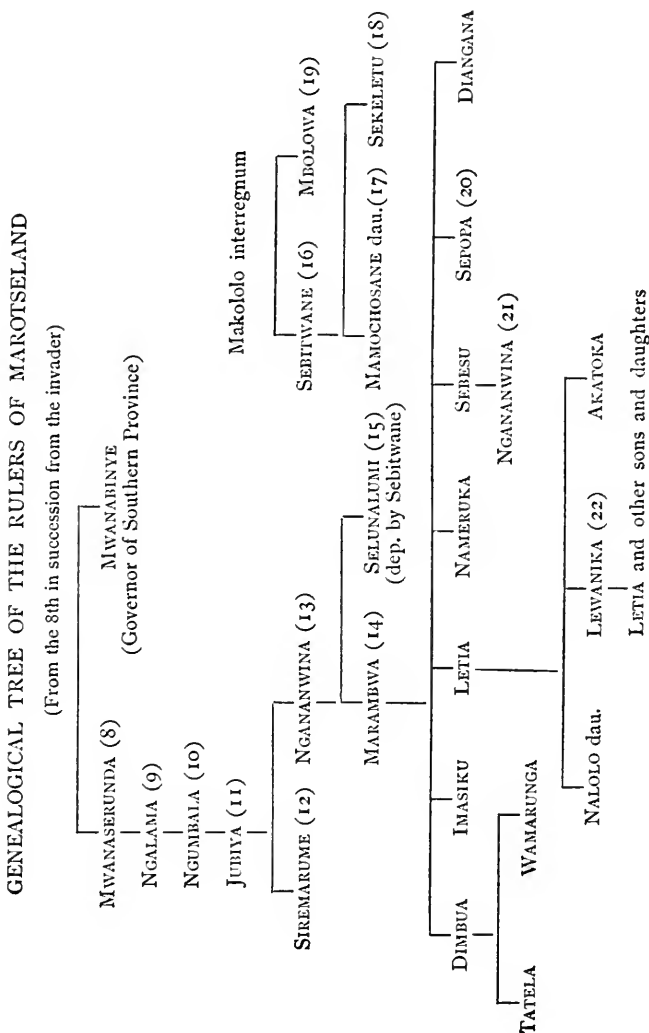 GENEALOGICAL TREE OF THE RULERS OF MAROTSELAND
(From the 8th in succession from the invader)
MWANASERUNDA (8)
MWANABINYE
(Governor of Southern Province)
NGALAMA (9)
NGUMBALA (10)
JUBIYA (11)
Makololo interregnum
SIREMARUME (12)
NGANANWINA (13)
SEBITWANE (16)
MBOLOWA (19)
MARAMBWA (14)
SELUNALUMI (15)
(dep. by Sebitwane)
MAMOCHOSANE dau.(17)
SEKELETU (18)
DIMBUA
IMASIKU
LETIA
NAMERUKA
SEBESU
SEPOPA (20)
DIANGANA
TATELA
WAMARUNGA
NGANANWINA (21)
NALOLO dau.
LEWANIKA (22)
AKATOKA
LETIA and other sons and daughters